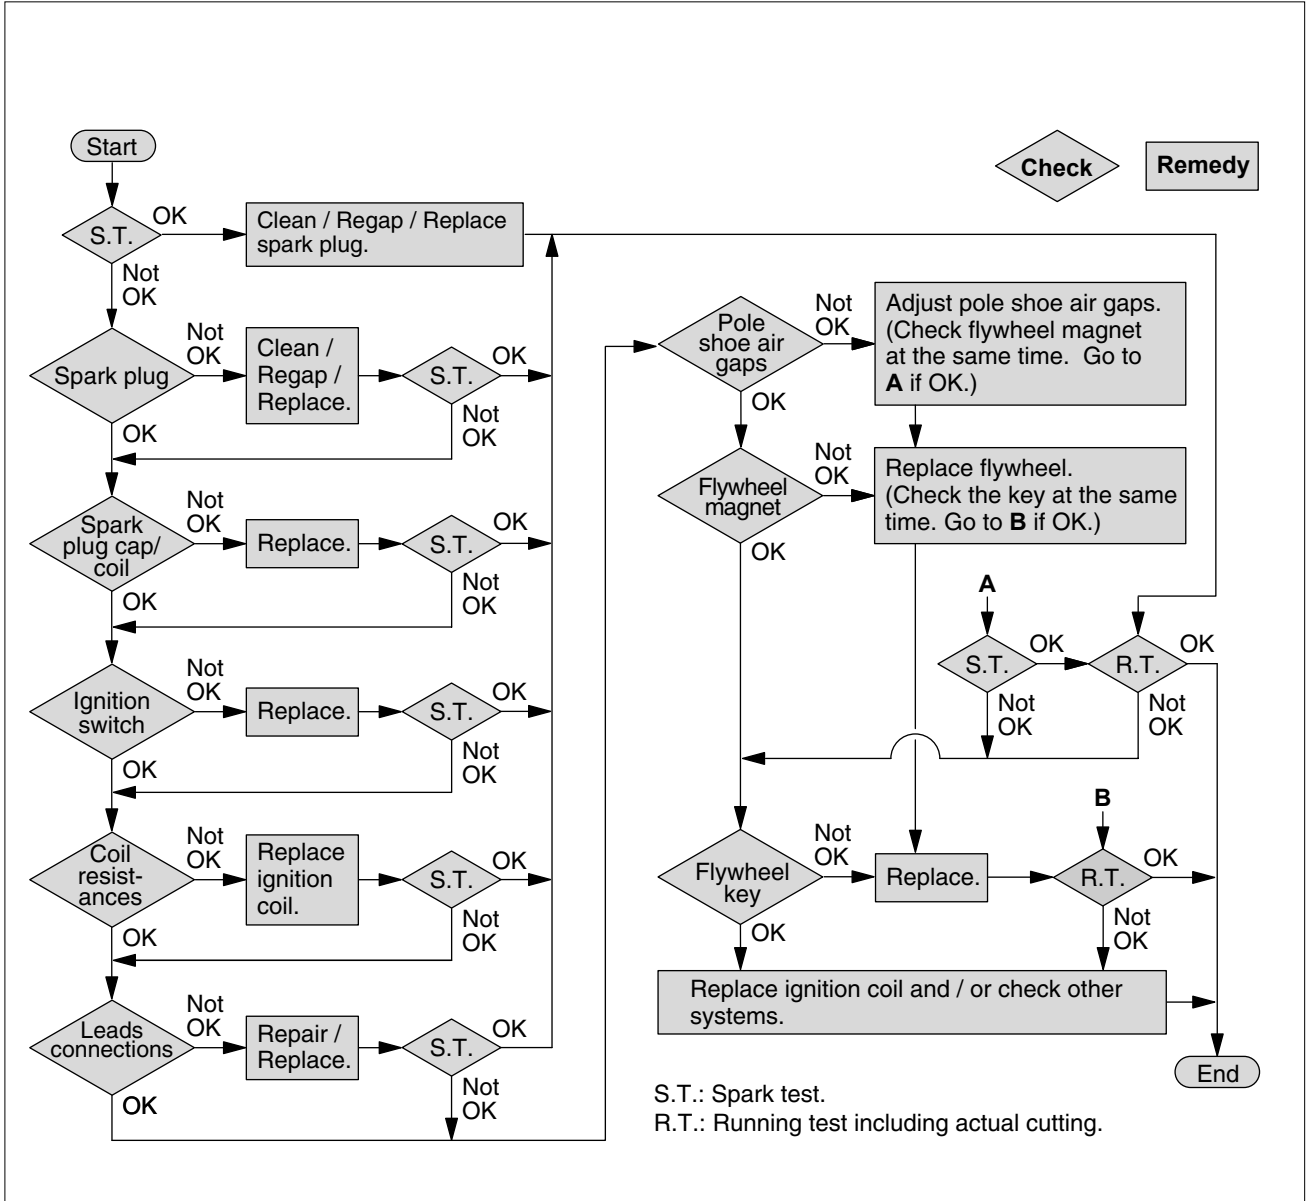 Start
Check
Remedy
S.T.
OK
Clean / Regap / Replace
spark plug.
Not
OK
Spark plug
Not
OK
Clean /
Regap /
Replace.
S.T.
OK
Not
OK
OK
Spark
plug cap/
coil
Not
OK
Replace.
S.T.
OK
Not
OK
OK
Ignition
switch
Not
OK
Replace.
S.T.
OK
Not
OK
OK
Coil
resist-
ances
Not
OK
Replace
ignition
coil.
S.T.
OK
Not
OK
OK
Leads
connections
Not
OK
Repair /
Replace.
S.T.
OK
Not
OK
OK
Pole
shoe air
gaps
Not
OK
Adjust pole shoe air gaps.
(Check flywheel magnet
at the same time.  Go to
A if OK.)
OK
Flywheel
magnet
Not
OK
Replace flywheel.
(Check the key at the same
time. Go to B if OK.)
OK
A
S.T.
OK
R.T.
OK
Not
OK
Not
OK
B
Flywheel
key
Not
OK
Replace.
R.T.
OK
Not
OK
OK
Replace ignition coil and / or check other
systems.
End
S.T.: Spark test.
R.T.: Running test including actual cutting.